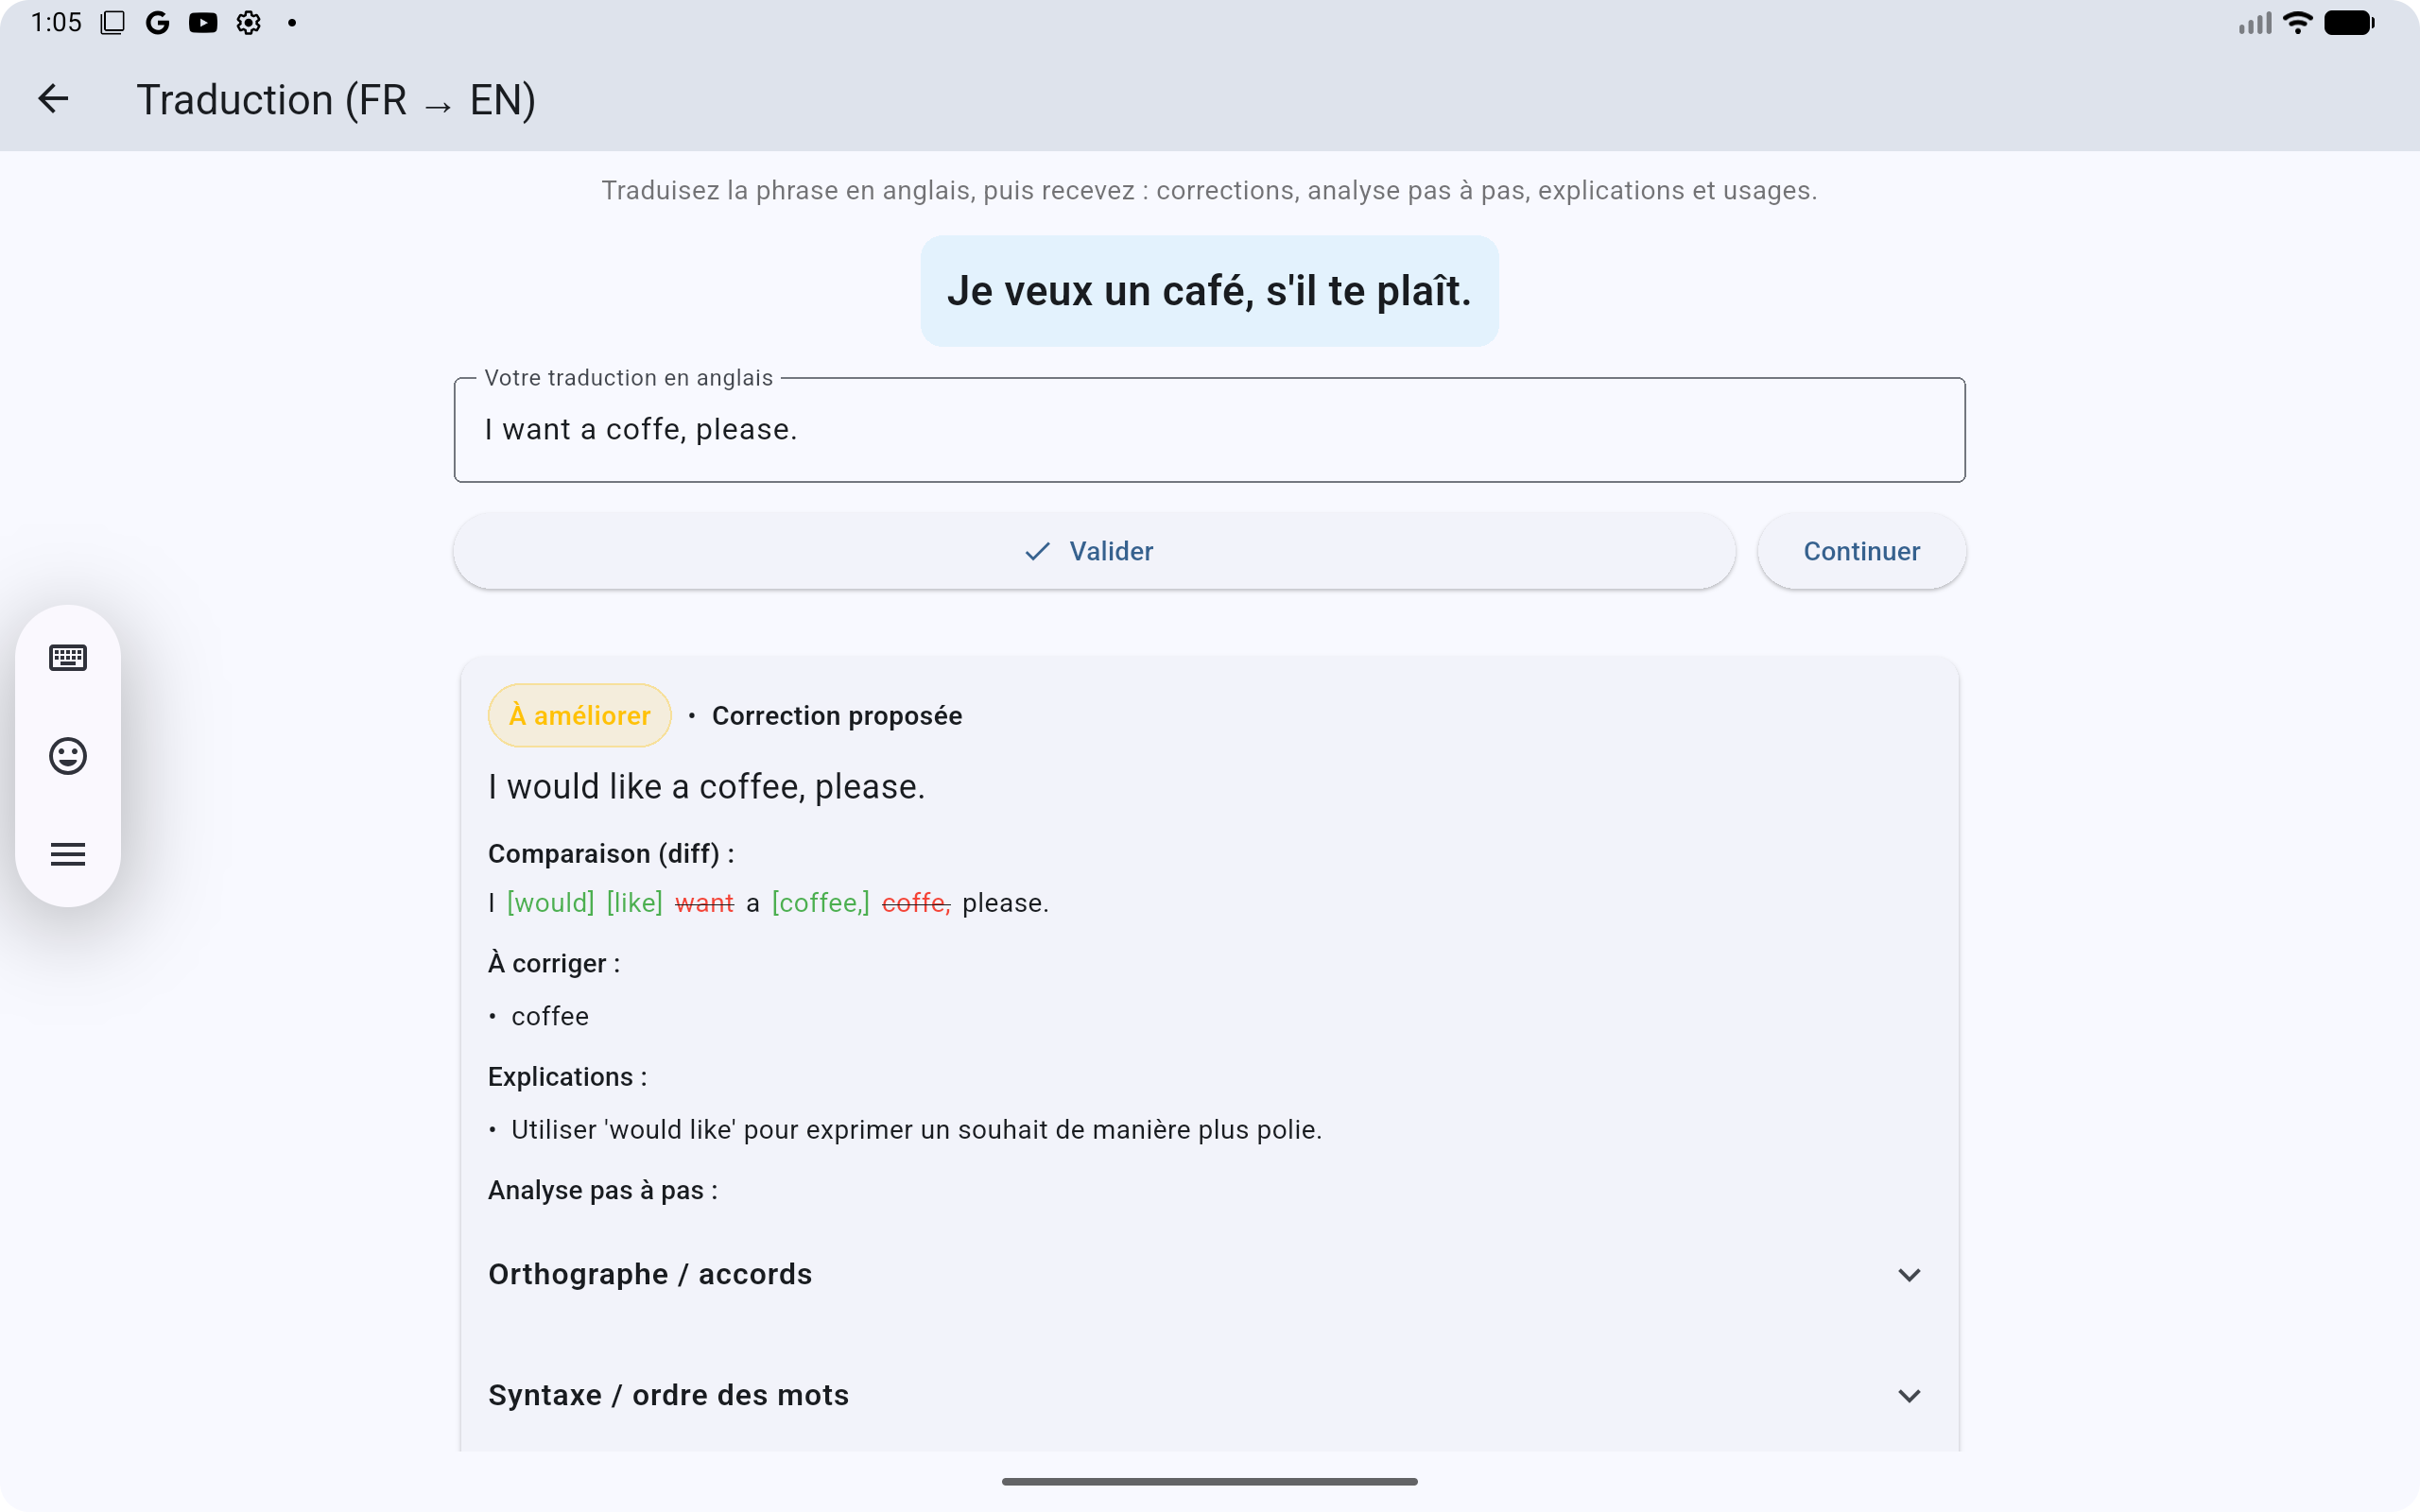 1:05
Traduction (FR → EN)
Traduisez la phrase en anglais, puis recevez : corrections, analyse pas à pas, explications et usages.
Je veux un café, s'il te plaît.
Votre traduction en anglais
I want a coffe, please.
Valider
Continuer
À améliorer • Correction proposée
I would like a coffee, please.
Comparaison (diff) :
I [would] [like] want a [coffee,] coffe, please.
À corriger :
• coffee
Explications :
• Utiliser 'would like' pour exprimer un souhait de manière plus polie.
Analyse pas à pas :
Orthographe / accords
Syntaxe / ordre des mots